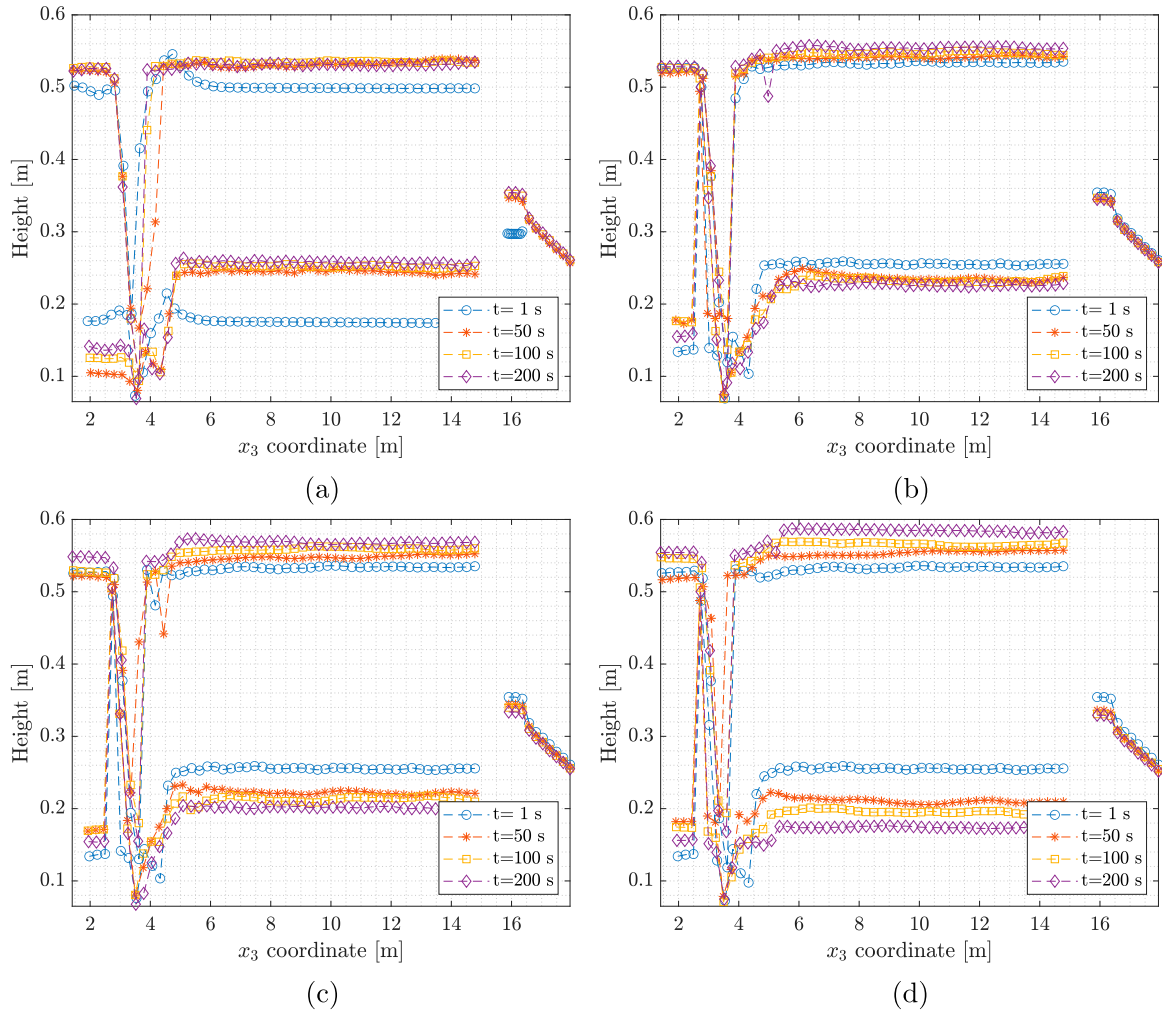 0.6
0.5
0.4
0.3
0.2
0.1
Height [m]
2 4 6 8 10 12 14 16
x₃ coordinate [m]
t= 1 s
t=50 s
t=100 s
t=200 s
(a)
0.6
0.5
0.4
0.3
0.2
0.1
Height [m]
2 4 6 8 10 12 14 16
x₃ coordinate [m]
t= 1 s
t=50 s
t=100 s
t=200 s
(b)
0.6
0.5
0.4
0.3
0.2
0.1
Height [m]
2 4 6 8 10 12 14 16
x₃ coordinate [m]
t= 1 s
t=50 s
t=100 s
t=200 s
(c)
0.6
0.5
0.4
0.3
0.2
0.1
Height [m]
2 4 6 8 10 12 14 16
x₃ coordinate [m]
t= 1 s
t=50 s
t=100 s
t=200 s
(d)